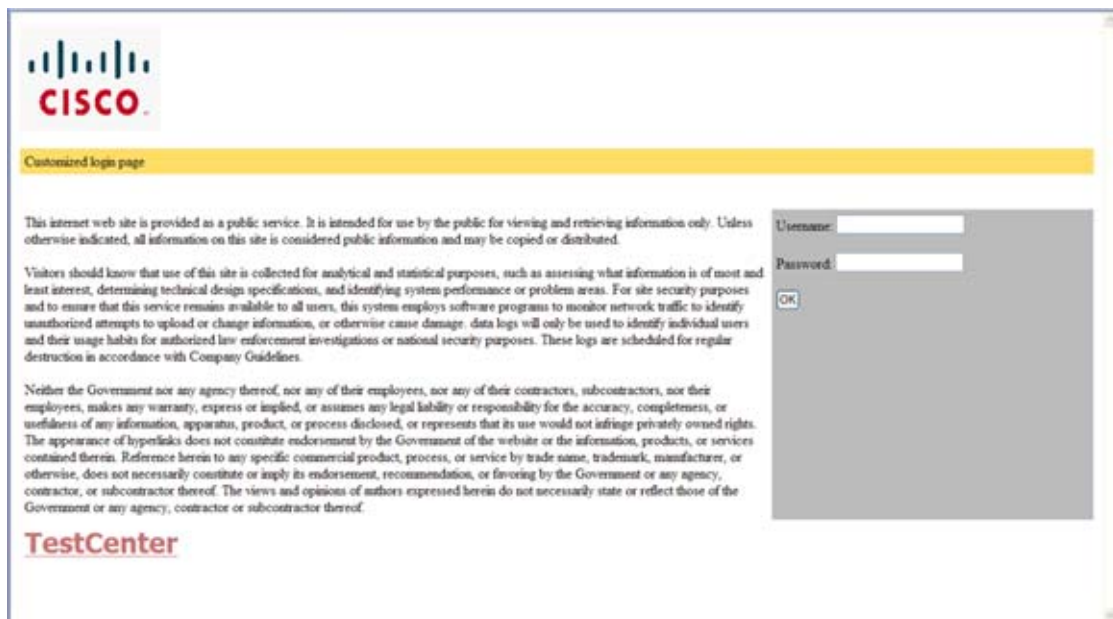 CISCO.
Customized login page
This internet web site is provided as a public service. It is intended for use by the public for viewing and retrieving information only. Unless
otherwise indicated, all information on this site is considered public information and may be copied or distributed.
Username:
Password:
OK
Visitors should know that use of this site is collected for analytical and statistical purposes, such as assessing what information is of most and
least interest, determining technical design specifications, and identifying system performance or problem areas. For site security purposes
and to ensure that this service remains available to all users, this system employs software programs to monitor network traffic to identify
unauthorized attempts to upload or change information, or otherwise cause damage. data logs will only be used to identify individual users
and their usage habits for authorized law enforcement investigations or national security purposes. These logs are scheduled for regular
destruction in accordance with Company Guidelines.
Neither the Government nor any agency thereof, nor any of their employees, nor any of their contractors, subcontractors, nor their
employees, makes any warranty, express or implied, or assumes any legal liability or responsibility for the accuracy, completeness, or
usefulness of any information, apparatus, product, or process disclosed, or represents that its use would not infringe privately owned rights.
The appearance of hyperlinks does not constitute endorsement by the Government of the website or the information, products, or services
contained therein. Reference herein to any specific commercial product, process, or service by trade name, trademark, manufacturer, or
otherwise, does not necessarily constitute or imply its endorsement, recommendation, or favoring by the Government or any agency,
contractor, or subcontractor thereof. The views and opinions of authors expressed herein do not necessarily state or reflect those of the
Government or any agency, contractor or subcontractor thereof.
TestCenter